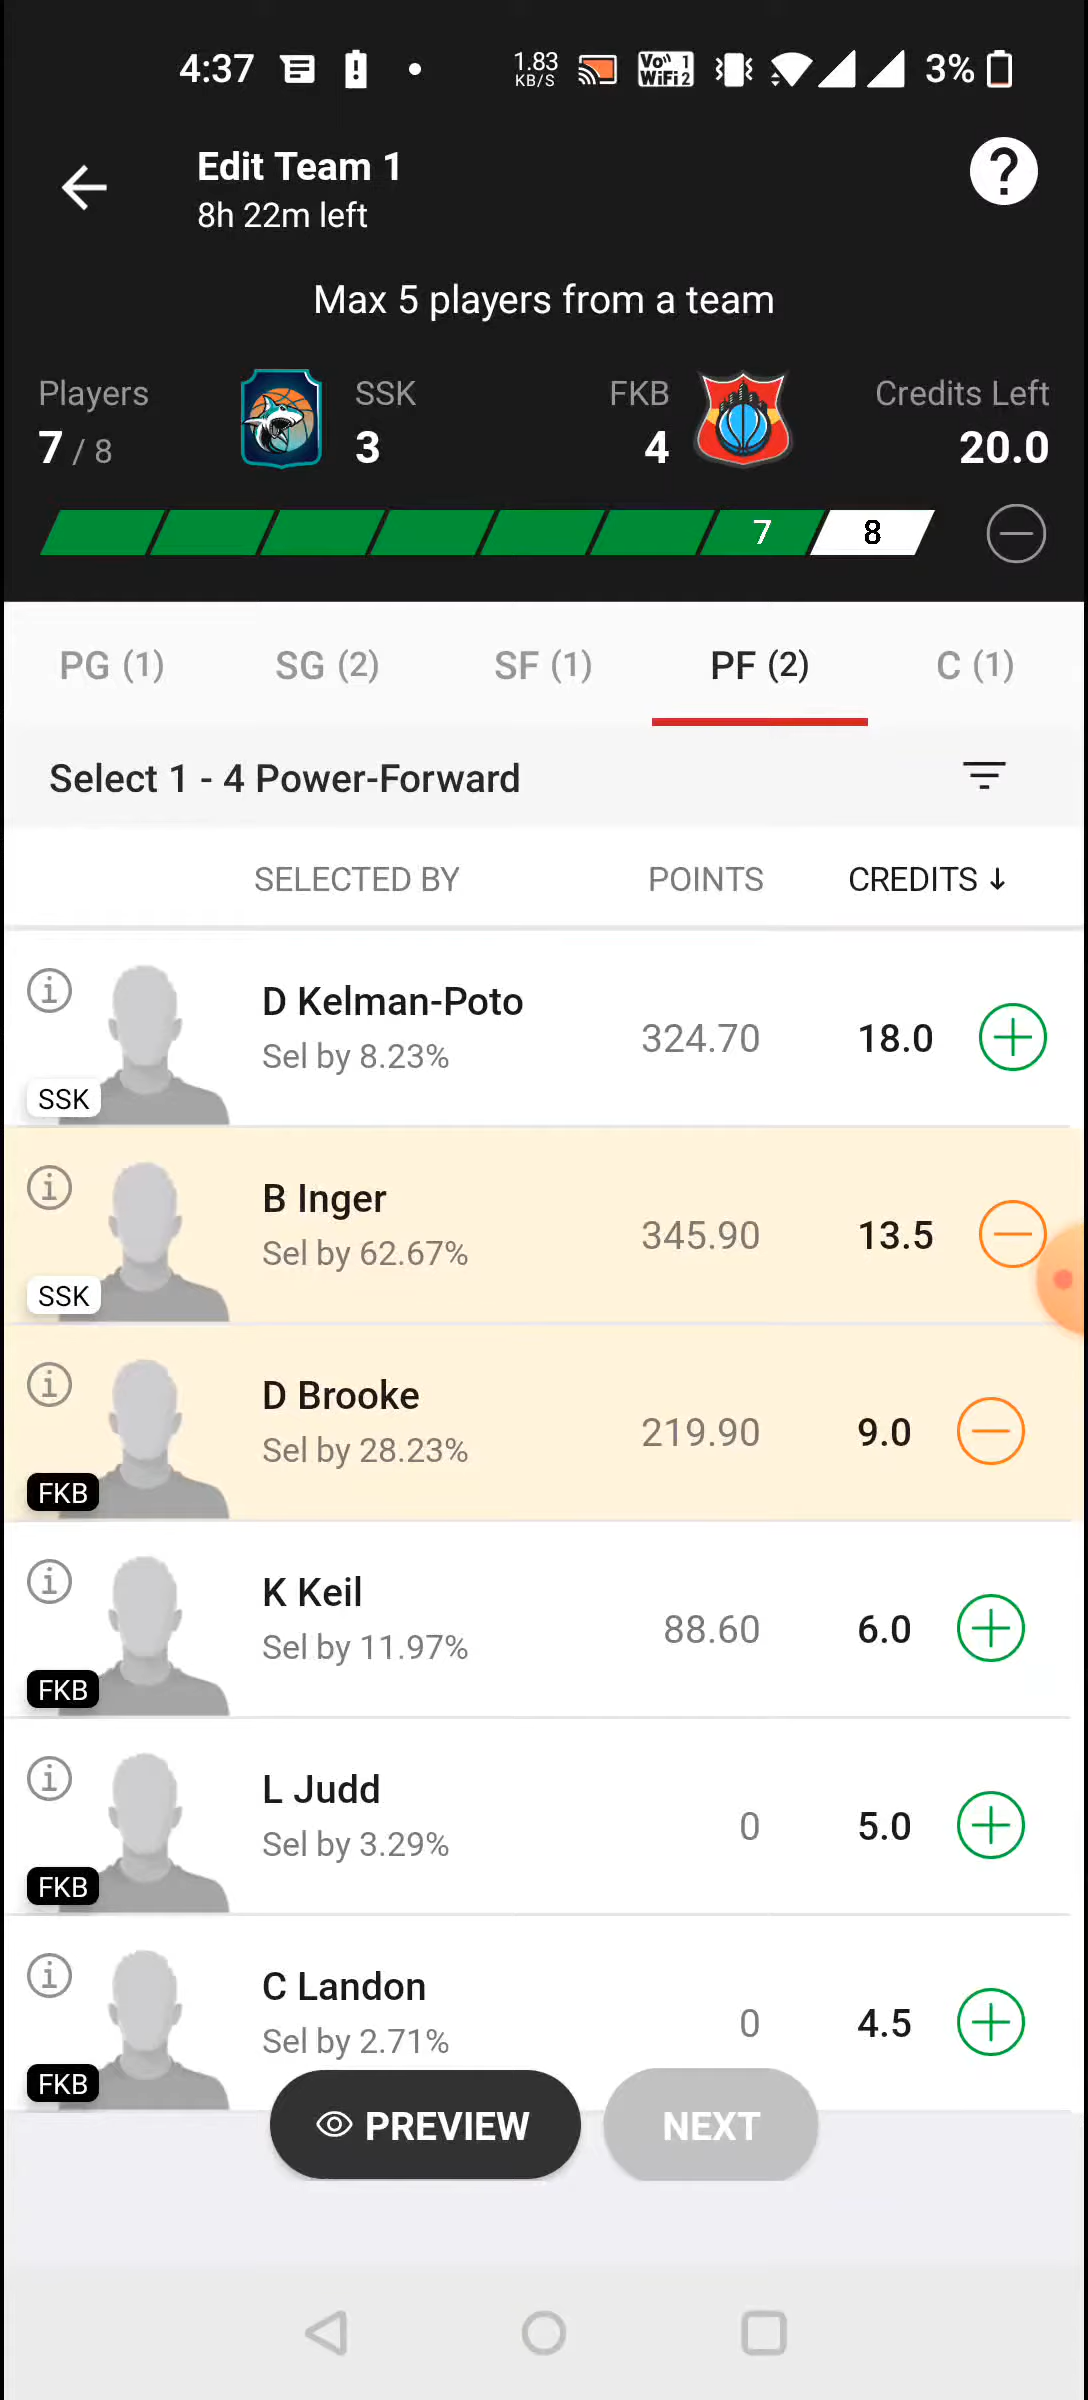 4:37 1.83 KB/S Vo 1 WiFi 2 3%
Edit Team 1
8h 22m left
?
Max 5 players from a team
Players SSK FKB Credits Left
7 / 8 3 4 20.0
7 8
PG (1) SG (2) SF (1) PF (2) C (1)
Select 1 - 4 Power-Forward
SELECTED BY POINTS CREDITS ↓
D Kelman-Poto
Sel by 8.23%
324.70 18.0
SSK
B Inger
Sel by 62.67%
345.90 13.5
SSK
D Brooke
Sel by 28.23%
219.90 9.0
FKB
K Keil
Sel by 11.97%
88.60 6.0
FKB
L Judd
Sel by 3.29%
0 5.0
FKB
C Landon
Sel by 2.71%
0 4.5
FKB
PREVIEW NEXT